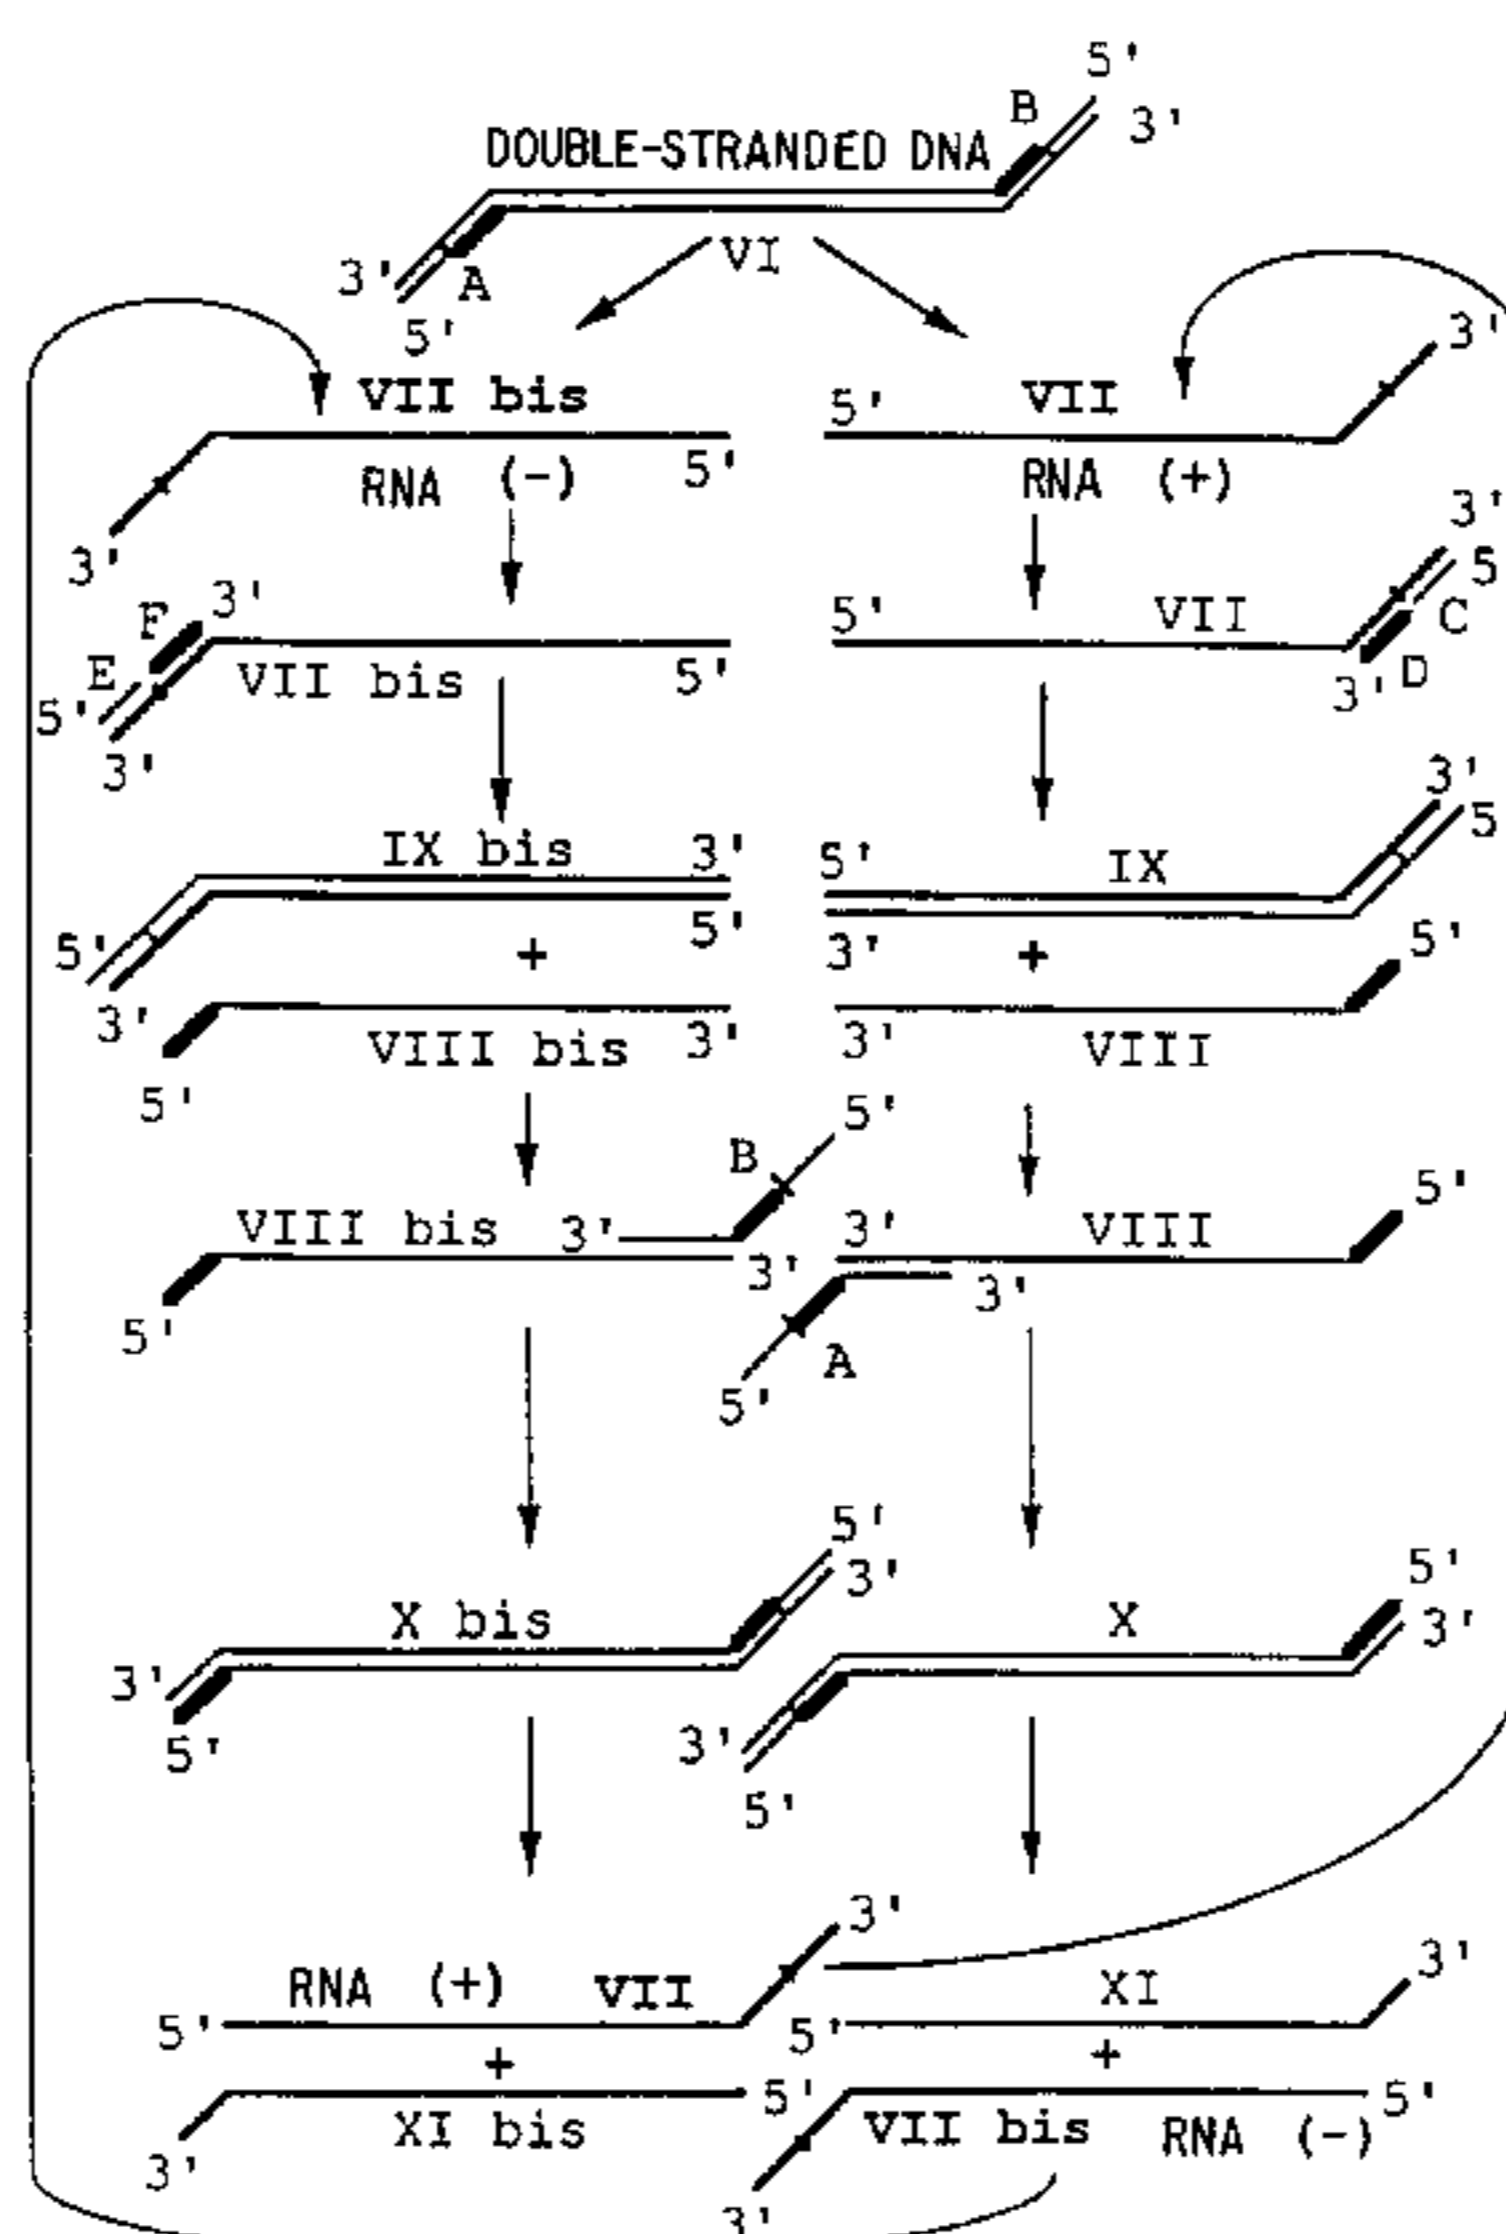 5'
B
3'
DOUBLE-STRANDED DNA
VI
3' A
5'
3'
VII bis 5' VII
5'
RNA (-) RNA (+)
3'
3'
F 3' 5' VII 5
E C
VII bis 5' D
5' 3'
3'
3'
IX bis 3' 5' IX 5
5'
5' + 3' + 5'
3'
VIII bis 3' 3' VIII
5'
5'
B
5'
VIII bis 3' 3' VIII
3' 3'
5' A
5'
5'
5'
X bis 3' X
3'
3'
3'
5'
5'
3'
RNA (+) VII XI 3'
5' 5'
+ +
5' 5'
XI bis VII bis RNA (-)
3'
3'